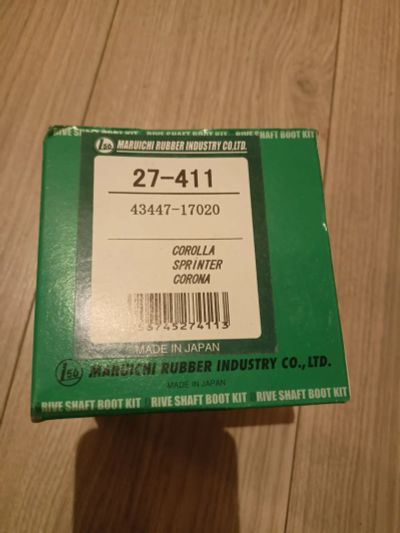 RIVE SHAFT BOOT KIT RIVE SHAFT BOOT KIT RIVE SHAFT BOOT KIT
MARUICHI RUBBER INDUSTRY CO,.LTD.
27-411
43447-17020
COROLLA
SPRINTER
CORONA
MADE IN JAPAN
MARUICHI RUBBER INDUSTRY CO.,LTD.
MADE IN JAPAN
RIVE SHAFT BOOT KIT RIVE SHAFT BOOT KIT RIVE SHAFT BOOT KIT